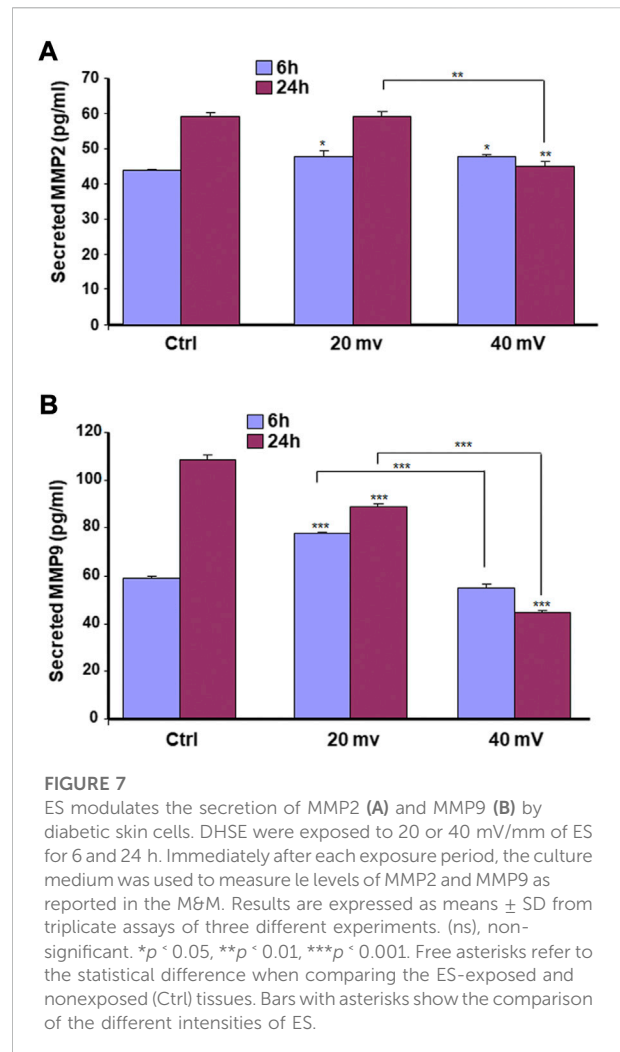 A
6h
24h
70
60
50
40
30
20
10
0
Secreted MMP2 (pg/ml)
**
*
*
**
Ctrl
20 mv
40 mV
B
6h
24h
120
100
80
60
40
20
0
Secreted MMP9 (pg/ml)
***
***
***
***
***
Ctrl
20 mv
40 mV
FIGURE 7
ES modulates the secretion of MMP2 (A) and MMP9 (B) by
diabetic skin cells. DHSE were exposed to 20 or 40 mV/mm of ES
for 6 and 24 h. Immediately after each exposure period, the culture
medium was used to measure le levels of MMP2 and MMP9 as
reported in the M&M. Results are expressed as means ± SD from
triplicate assays of three different experiments. (ns), non-
significant. *p < 0.05, **p < 0.01, ***p < 0.001. Free asterisks refer to
the statistical difference when comparing the ES-exposed and
nonexposed (Ctrl) tissues. Bars with asterisks show the comparison
of the different intensities of ES.